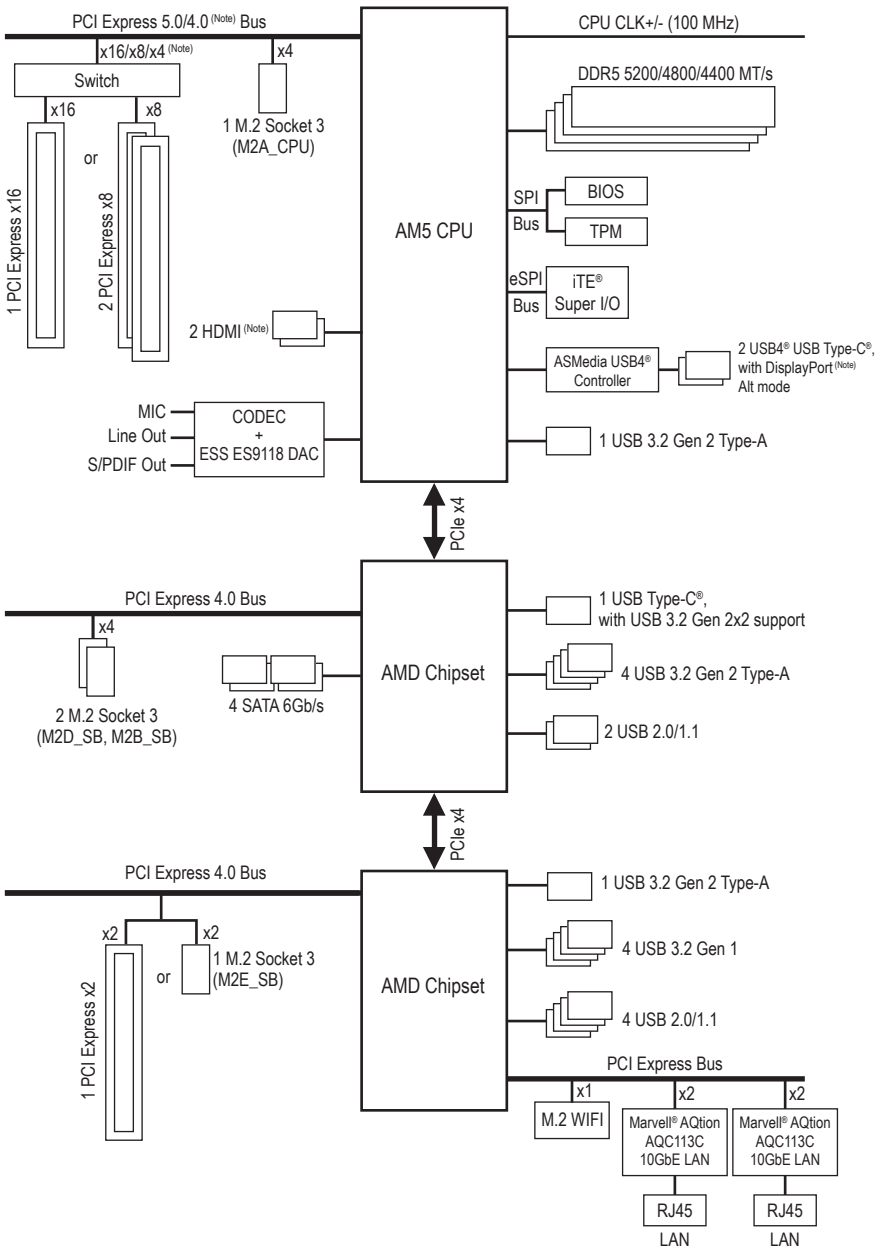 PCI Express 5.0/4.0 (Note) Bus
x16/x8/x4 (Note)
x4
Switch
x16
x8
or
1 PCI Express x16
2 PCI Express x8
1 M.2 Socket 3
(M2A_CPU)
2 HDMI (Note)
MIC
Line Out
S/PDIF Out
CODEC
+
ESS ES9118 DAC
AM5 CPU
CPU CLK+/- (100 MHz)
DDR5 5200/4800/4400 MT/s
SPI
Bus
BIOS
TPM
eSPI
Bus
iTE®
Super I/O
ASMedia USB4®
Controller
2 USB4® USB Type-C®,
with DisplayPort (Note)
Alt mode
1 USB 3.2 Gen 2 Type-A
PCIe x4
PCI Express 4.0 Bus
x4
2 M.2 Socket 3
(M2D_SB, M2B_SB)
4 SATA 6Gb/s
AMD Chipset
1 USB Type-C®,
with USB 3.2 Gen 2x2 support
4 USB 3.2 Gen 2 Type-A
2 USB 2.0/1.1
PCIe x4
PCI Express 4.0 Bus
x2
x2
1 PCI Express x2
or
1 M.2 Socket 3
(M2E_SB)
AMD Chipset
1 USB 3.2 Gen 2 Type-A
4 USB 3.2 Gen 1
4 USB 2.0/1.1
PCI Express Bus
x1
x2
x2
M.2 WIFI
Marvell® AQtion
AQC113C
10GbE LAN
Marvell® AQtion
AQC113C
10GbE LAN
RJ45
RJ45
LAN
LAN